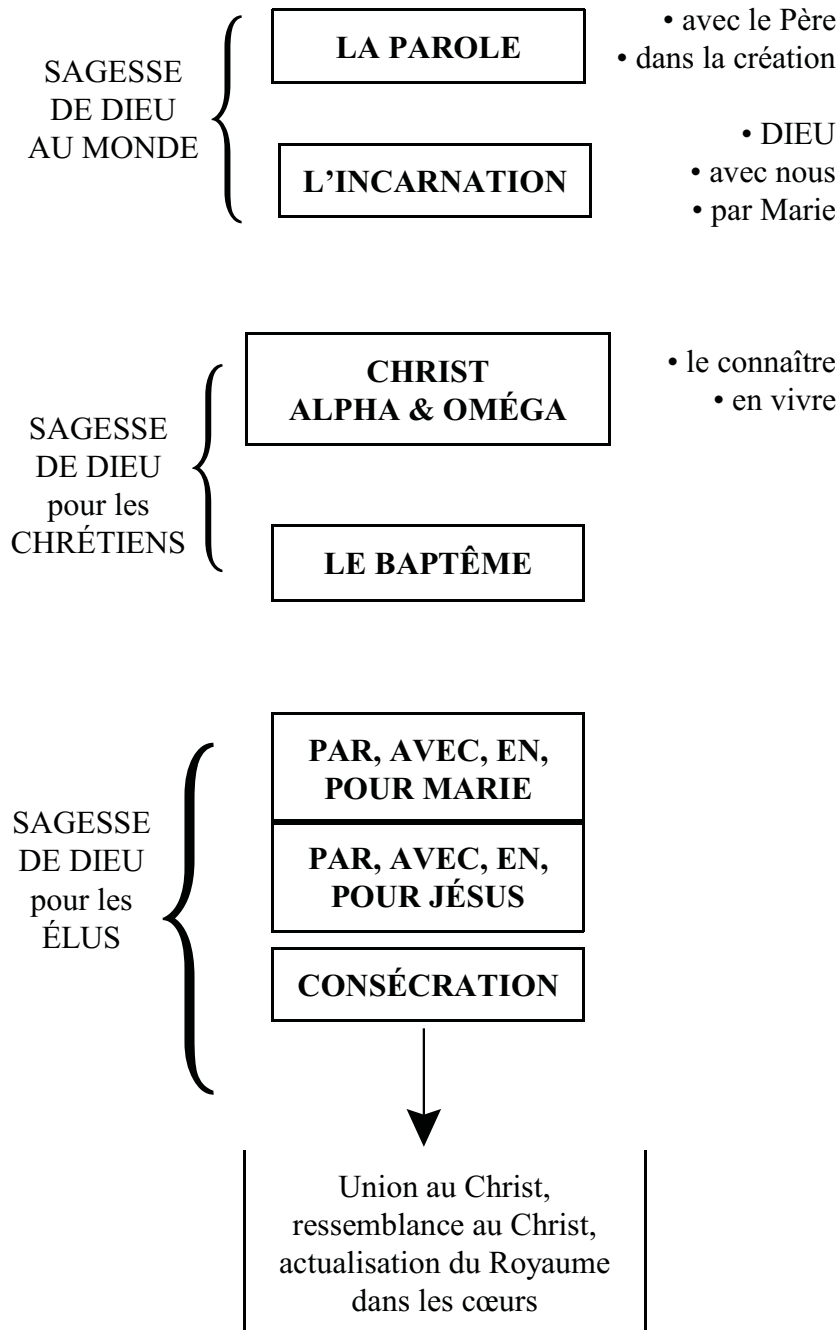 SAGESSE
DE DIEU
AU MONDE
LA PAROLE
• avec le Père
• dans la création
L’INCARNATION
• DIEU
• avec nous
• par Marie
SAGESSE
DE DIEU
pour les
CHRÉTIENS
CHRIST
ALPHA & OMÉGA
• le connaître
• en vivre
LE BAPTÊME
SAGESSE
DE DIEU
pour les
ÉLUS
PAR, AVEC, EN,
POUR MARIE
PAR, AVEC, EN,
POUR JÉSUS
CONSÉCRATION
Union au Christ,
ressemblance au Christ,
actualisation du Royaume
dans les cœurs